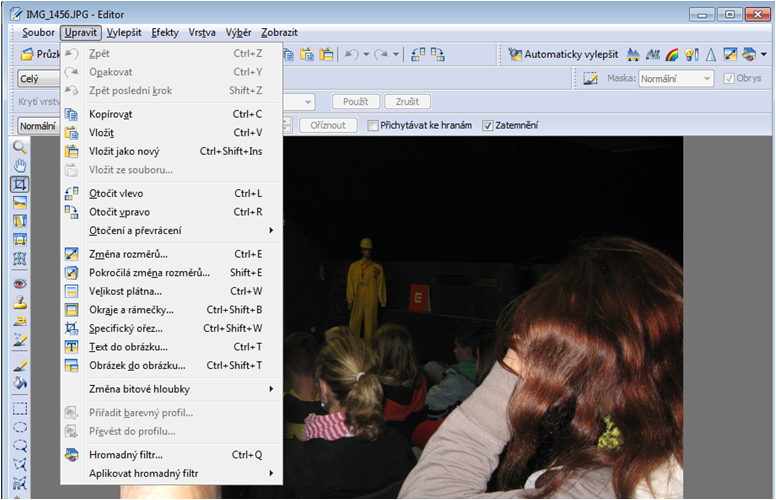 IMG_1456.JPG - Editor
Soubor Upravit Vylepšit Efekty Vrstva Výběr Zobrazit
Automaticky vylepšit
Celý
Maska: Normální Obrys
Krytí Použít Zrušit
Normální Oříznout Přichytávat ke hranám Zatemnění
Zpět Ctrl+Z
Opakovat Ctrl+Y
Zpět poslední krok Shift+Z
Kopírovat Ctrl+C
Vložit Ctrl+V
Vložit jako nový Ctrl+Shift+Ins
Vložit ze souboru...
Otočit vlevo Ctrl+L
Otočit vpravo Ctrl+R
Otočení a převrácení
Změna rozměrů... Ctrl+E
Pokročilá změna rozměrů... Shift+E
Velikost plátna... Ctrl+W
Okraje a rámečky... Ctrl+Shift+B
Specifický ořez... Ctrl+Shift+W
Text do obrázku... Ctrl+T
Obrázek do obrázku... Ctrl+Shift+T
Změna bitové hloubky
Přiřadit barevný profil...
Převést do profilu...
Hromadný filtr... Ctrl+Q
Aplikovat hromadný filtr